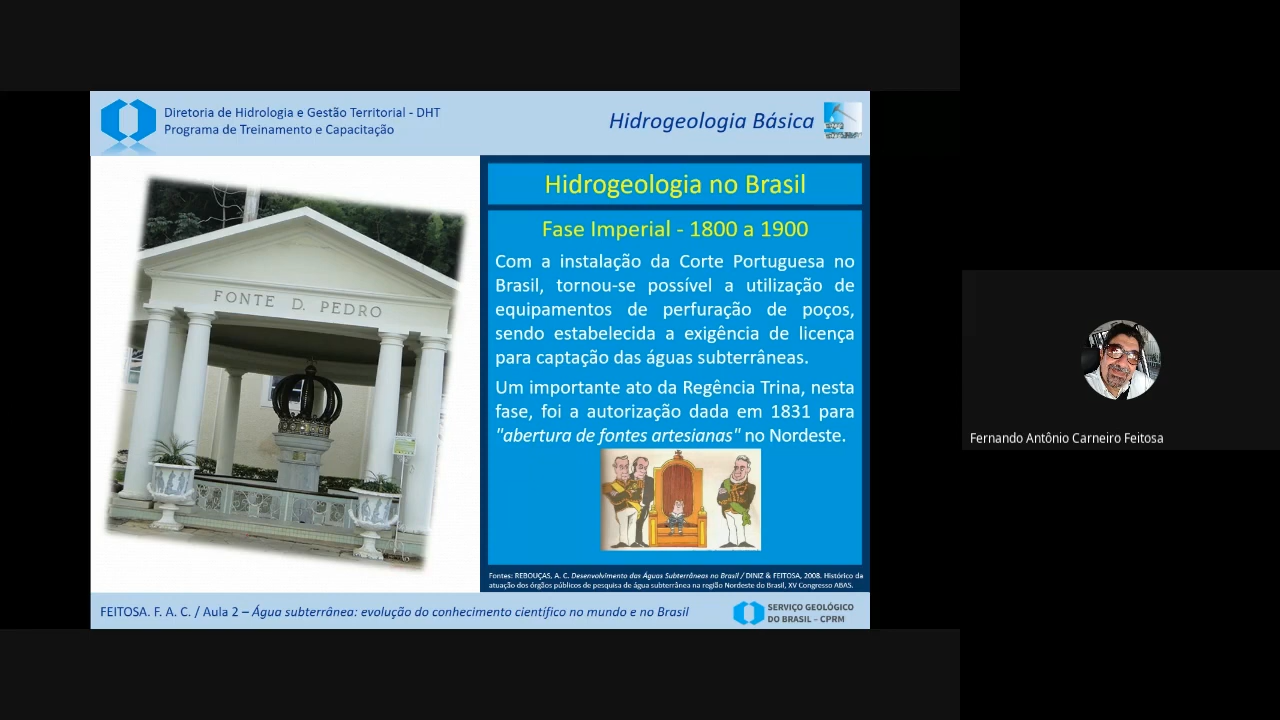 Diretoria de Hidrologia e Gestão Territorial - DHT
Programa de Treinamento e Capacitação
Hidrogeologia Básica
FONTE D. PEDRO
Hidrogeologia no Brasil
Fase Imperial - 1800 a 1900
Com a instalação da Corte Portuguesa no
Brasil, tornou-se possível a utilização de
equipamentos de perfuração de poços,
sendo estabelecida a exigência de licença
para captação das águas subterrâneas.
Um importante ato da Regência Trina, nesta
fase, foi a autorização dada em 1831 para
"abertura de fontes artesianas" no Nordeste.
Fontes: REBOUÇAS, A. C. Desenvolvimento das Águas Subterrâneas no Brasil / DINIZ & FEITOSA, 2008. Histórico da
atuação dos órgãos públicos de pesquisa de água subterrânea na região Nordeste do Brasil, XV Congresso ABAS.
FEITOSA. F. A. C. / Aula 2 – Água subterrânea: evolução do conhecimento científico no mundo e no Brasil
SERVIÇO GEOLÓGICO
DO BRASIL – CPRM
Fernando Antônio Carneiro Feitosa